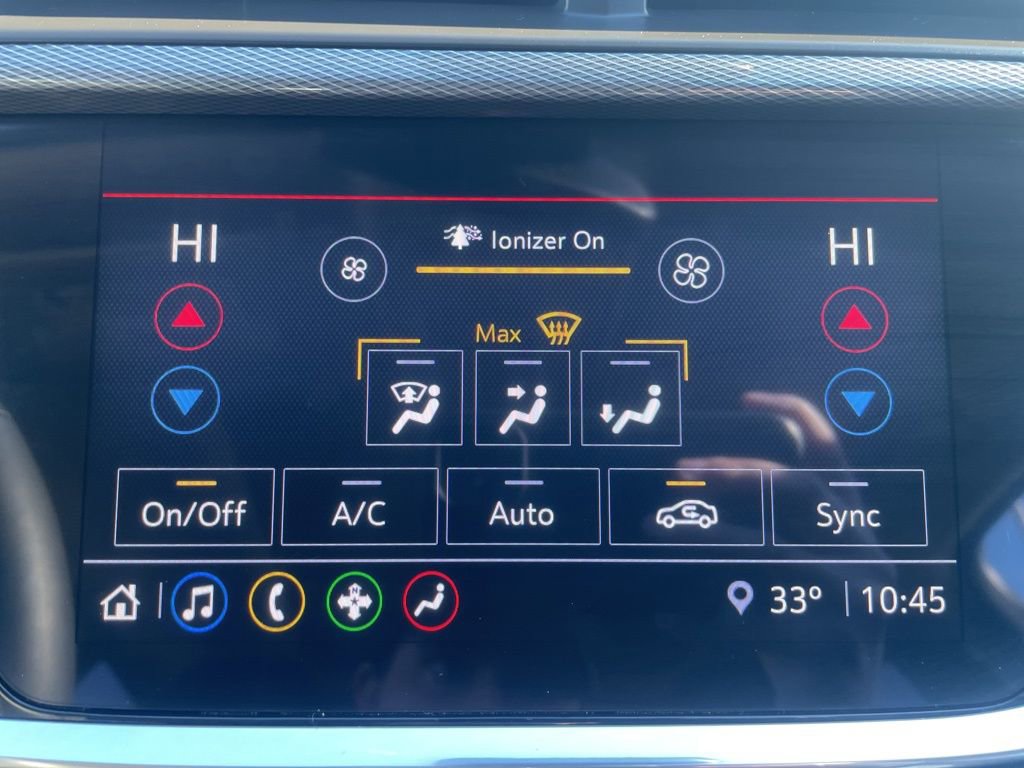 HI Ionizer On HI
Max
On/Off A/C Auto Sync
N
33° 10:45